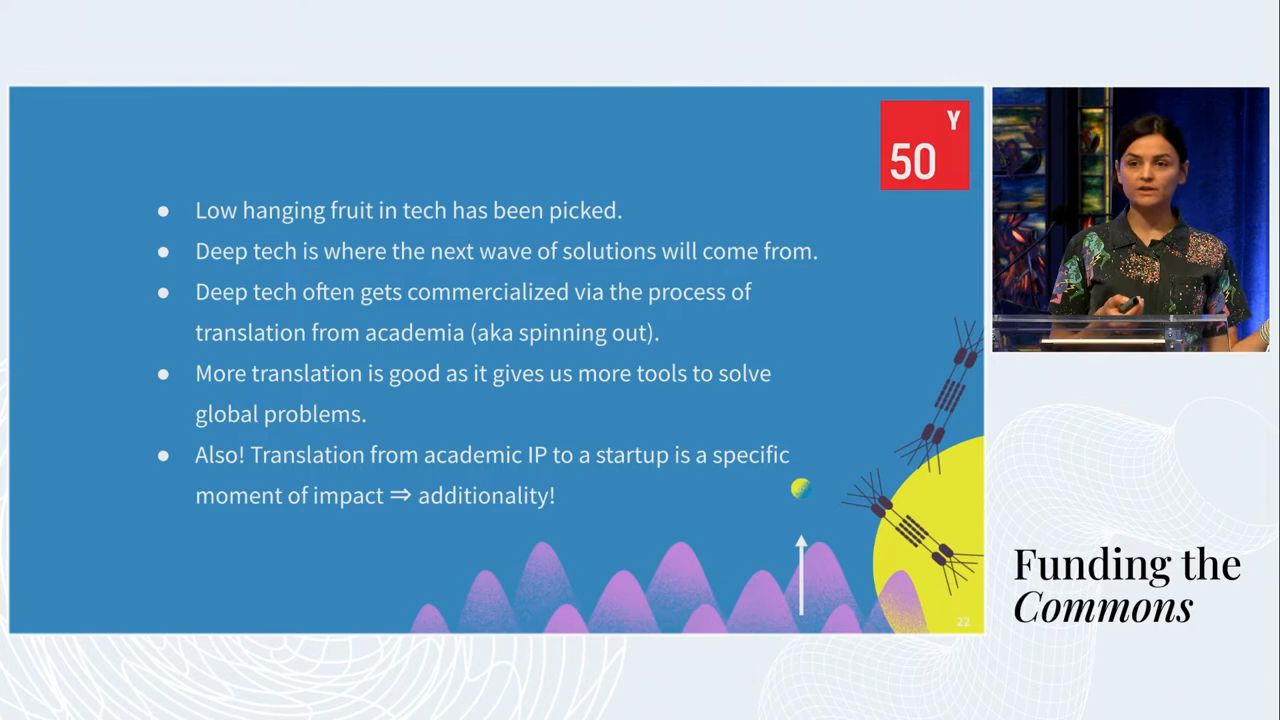 Y
50
● Low hanging fruit in tech has been picked.
● Deep tech is where the next wave of solutions will come from.
● Deep tech often gets commercialized via the process of
translation from academia (aka spinning out).
● More translation is good as it gives us more tools to solve
global problems.
● Also! Translation from academic IP to a startup is a specific
moment of impact ⇒ additionality!
22
Funding the
Commons